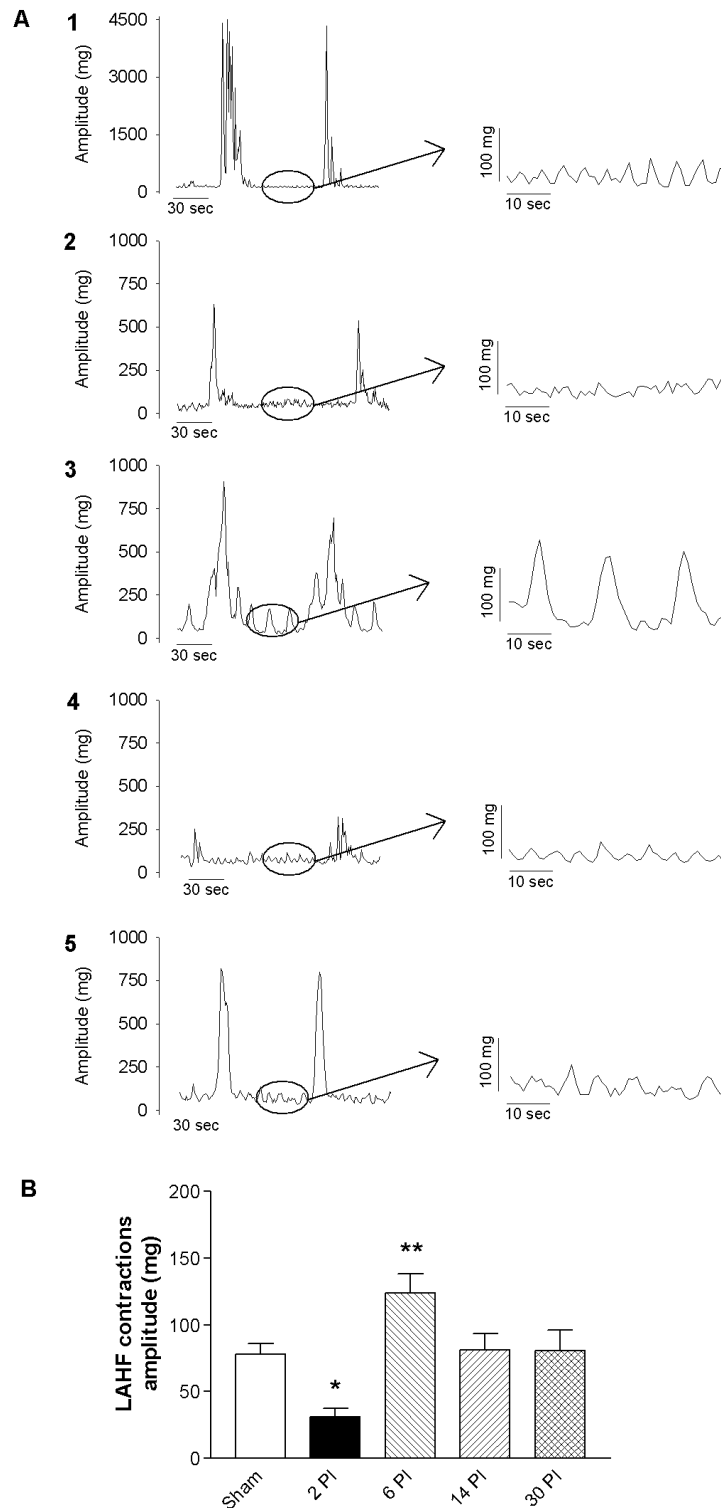 A
1
Amplitude (mg)
4500
3000
1500
0
30 sec
100 mg
10 sec
2
Amplitude (mg)
1000
750
500
250
0
30 sec
100 mg
10 sec
3
Amplitude (mg)
1000
750
500
250
0
30 sec
100 mg
10 sec
4
Amplitude (mg)
1000
750
500
250
0
30 sec
100 mg
10 sec
5
Amplitude (mg)
1000
750
500
250
0
30 sec
100 mg
10 sec
B
LAHF contractions
amplitude (mg)
200
150
100
50
0
*
**
Sham
2 PI
6 PI
14 PI
30 PI